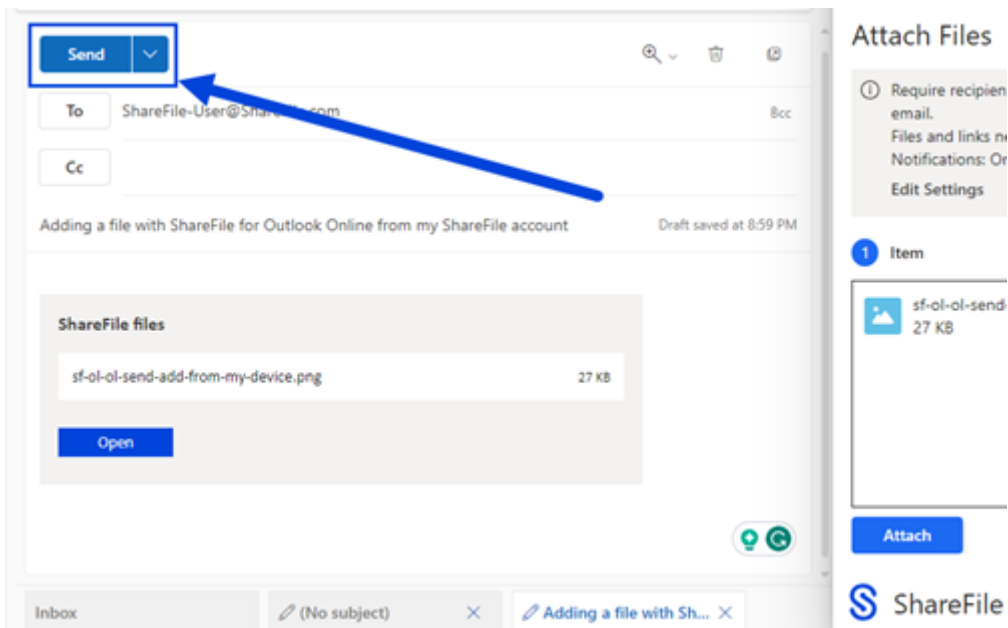 Send
To
ShareFile-User@ShareFile.com
Bcc
Cc
Adding a file with ShareFile for Outlook Online from my ShareFile account
Draft saved at 8:59 PM
ShareFile files
sf-ol-ol-send-add-from-my-device.png
27 KB
Open
Inbox
(No subject)
Adding a file with Sh...
Attach Files
Require recipien
email.
Files and links ne
Notifications: On
Edit Settings
1 Item
sf-ol-ol-send-
27 KB
Attach
ShareFile